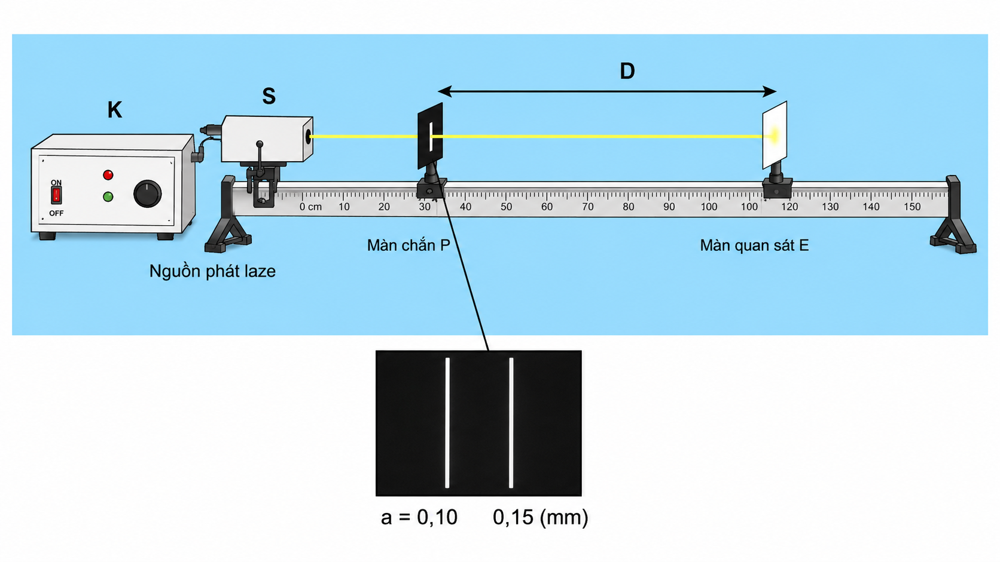 D
S
K
ON
OFF
0 cm 10 20 30 40 50 60 70 80 90 100 100 120 130 140 150
Màn chắn P
Màn quan sát E
Nguồn phát laze
a = 0,10 0,15 (mm)